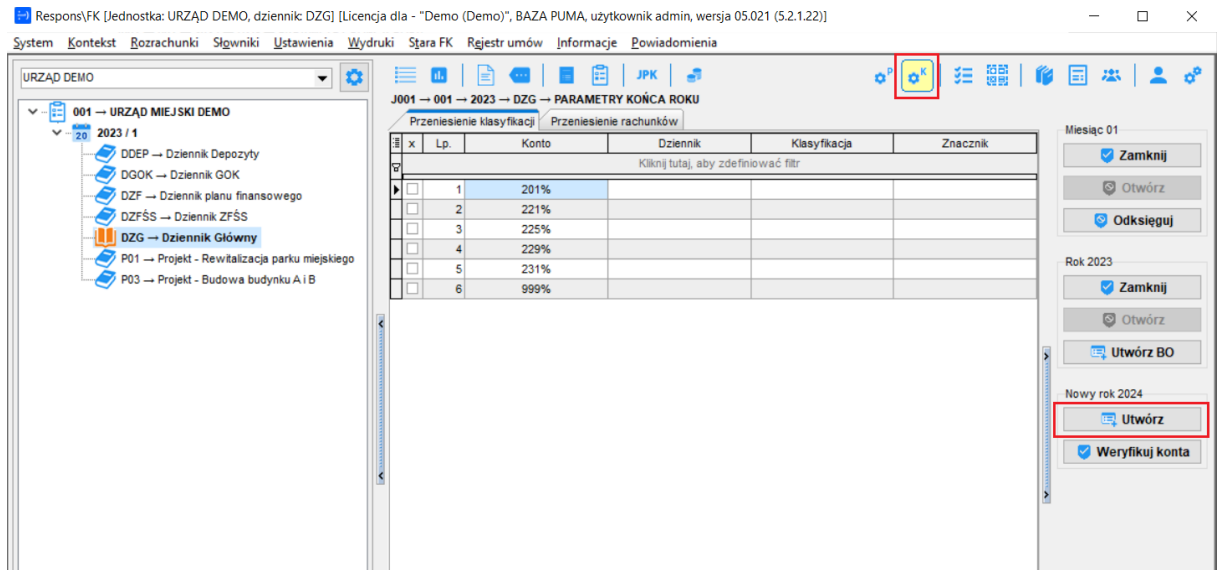 Respons\FK [Jednostka: URZĄD DEMO, dziennik: DZG] [Licencja dla - "Demo (Demo)", BAZA PUMA, użytkownik admin, wersja 05.021 (5.2.1.22)]
System Kontekst Rozrachunki Słowniki Ustawienia Wydruki Stara FK Rejestr umów Informacje Powiadomienia
URZĄD DEMO
JPK
P
K
001 → URZĄD MIEJSKI DEMO
20 2023 / 1
DDEP → Dziennik Depozyty
DGOK → Dziennik GOK
DZF → Dziennik planu finansowego
DZFŚS → Dziennik ZFŚS
DZG → Dziennik Główny
P01 → Projekt - Rewitalizacja parku miejskiego
P03 → Projekt - Budowa budynku A i B
J001 → 001 → 2023 → DZG → PARAMETRY KOŃCA ROKU
Przeniesienie klasyfikacji Przeniesienie rachunków
x Lp. Konto Dziennik Klasyfikacja Znacznik
Kliknij tutaj, aby zdefiniować filtr
1 201%
2 221%
3 225%
4 229%
5 231%
6 999%
Miesiąc 01
Zamknij
Otwórz
Odksięguj
Rok 2023
Zamknij
Otwórz
Utwórz BO
Nowy rok 2024
Utwórz
Weryfikuj konta